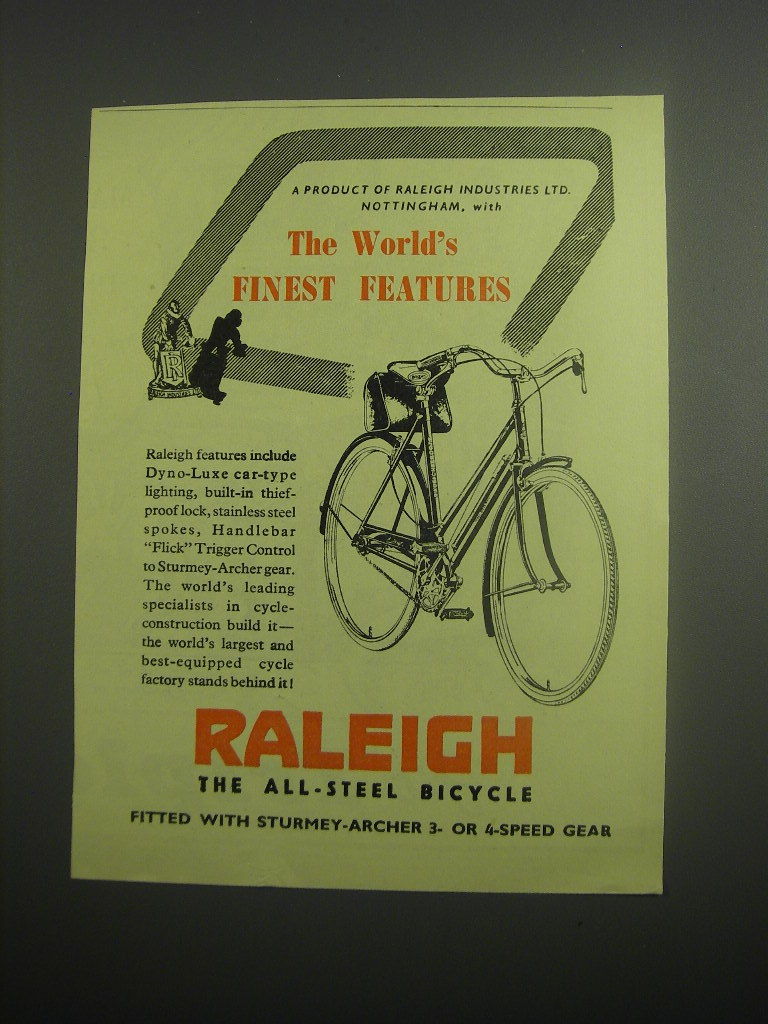 A PRODUCT OF RALEIGH INDUSTRIES LTD.
NOTTINGHAM, with
The World's
FINEST FEATURES
R
Raleigh features include
Dyno-Luxe car-type
lighting, built-in thief-
proof lock, stainless steel
spokes, Handlebar
"Flick" Trigger Control
to Sturmey-Archer gear.
The world's leading
specialists in cycle-
construction build it—
the world's largest and
best-equipped cycle
factory stands behind it!
RALEIGH
THE ALL-STEEL BICYCLE
FITTED WITH STURMEY-ARCHER 3- OR 4-SPEED GEAR